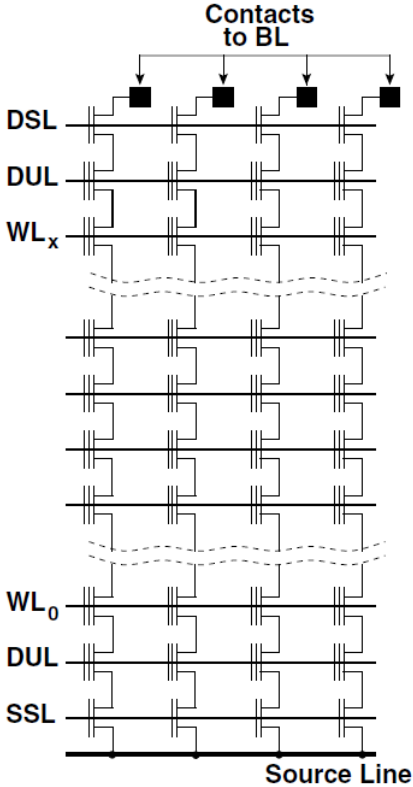 Contacts
to BL
DSL
DUL
WLx
WL0
DUL
SSL
Source Line